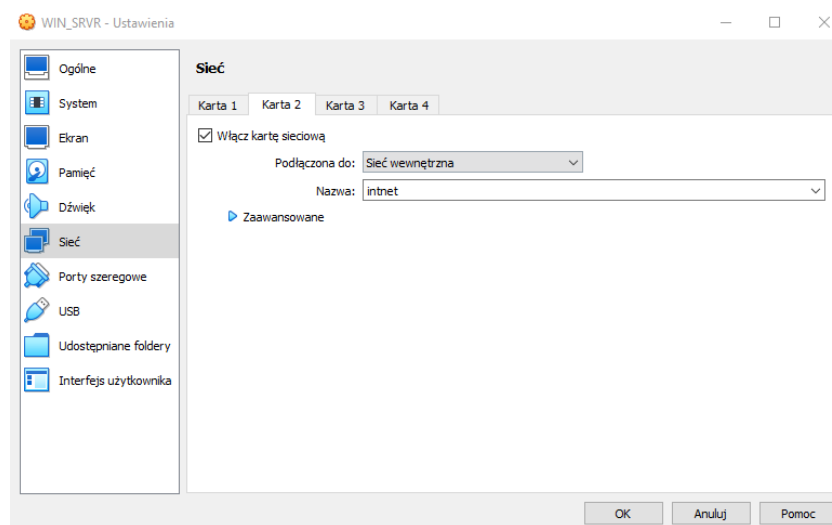 WIN_SRVR - Ustawienia
Ogólne
System
Ekran
Pamięć
Dźwięk
Sieć
Porty szeregowe
USB
Udostępniane foldery
Interfejs użytkownika
Sieć
Karta 1 Karta 2 Karta 3 Karta 4
Włącz kartę sieciową
Podłączona do: Sieć wewnętrzna
Nazwa: intnet
Zaawansowane
OK Anuluj Pomoc